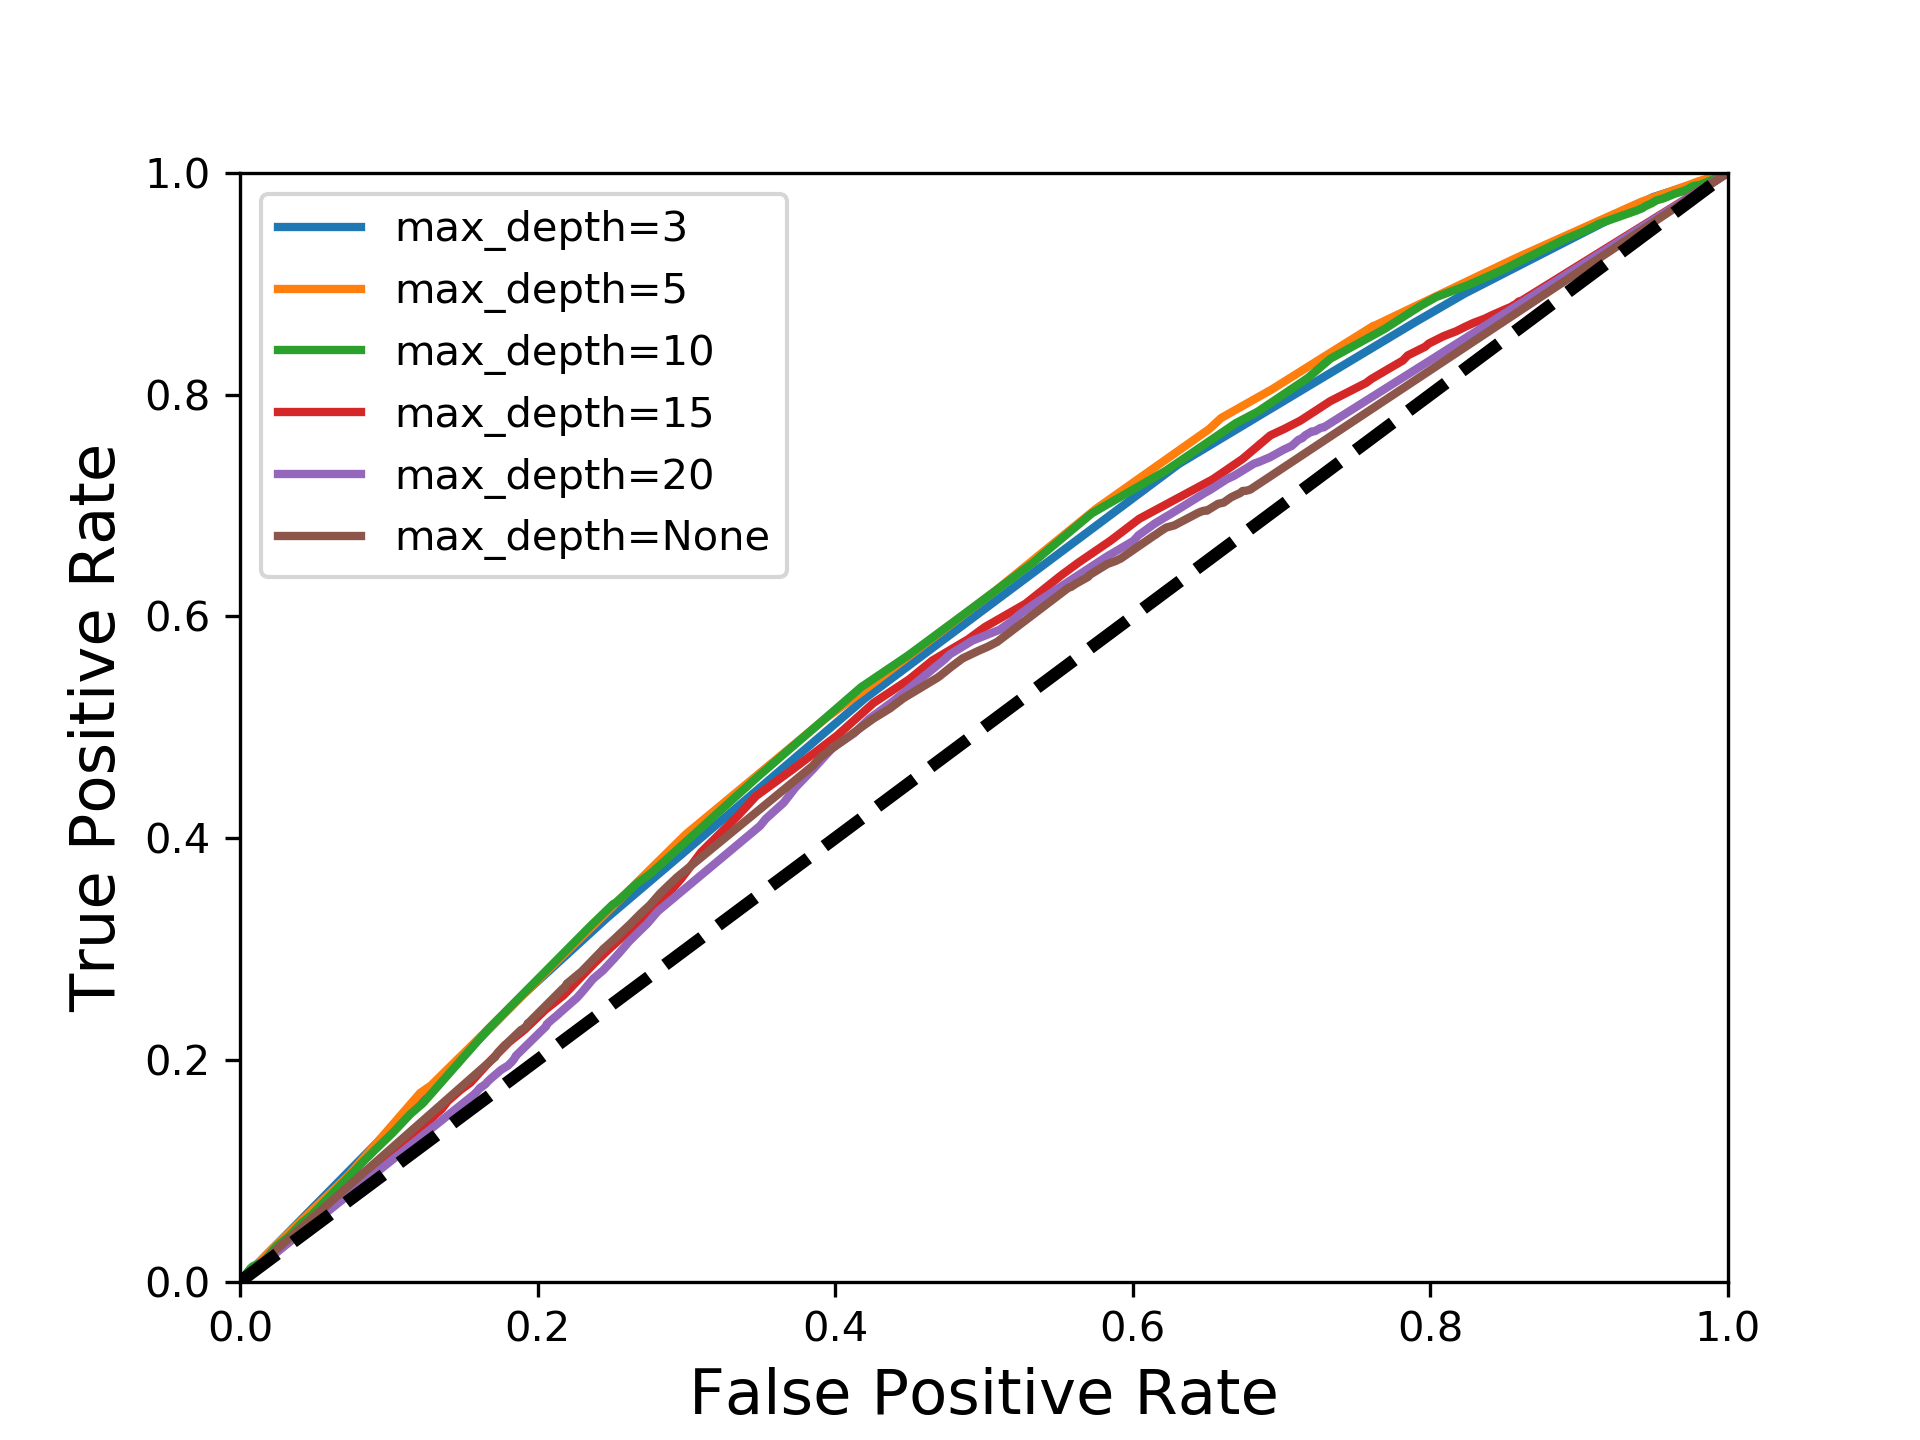 1.0
0.8
0.6
0.4
0.2
0.0
True Positive Rate
max_depth=3
max_depth=5
max_depth=10
max_depth=15
max_depth=20
max_depth=None
0.0 0.2 0.4 0.6 0.8 1.0
False Positive Rate